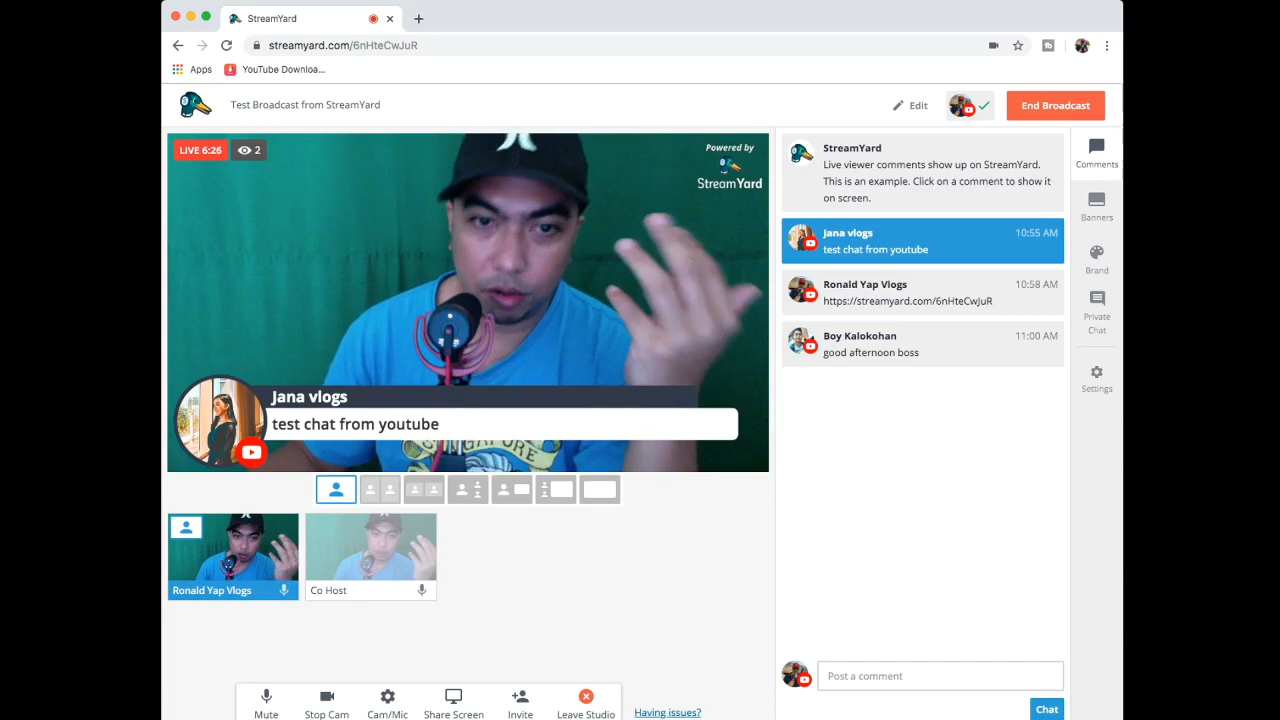 StreamYard
streamyard.com/6nHteCwJuR
Apps
YouTube Downloa...
Test Broadcast from StreamYard
Edit
End Broadcast
LIVE 6:26
2
Powered by
StreamYard
Jana vlogs
test chat from youtube
Ronald Yap Vlogs
Co Host
Mute
Stop Cam
Cam/Mic
Share Screen
Invite
Leave Studio
Having issues?
StreamYard
Live viewer comments show up on StreamYard.
This is an example. Click on a comment to show it
on screen.
Jana vlogs 10:55 AM
test chat from youtube
Ronald Yap Vlogs 10:58 AM
https://streamyard.com/6nHteCwJuR
Boy Kalokohan 11:00 AM
good afternoon boss
Post a comment
Chat
Comments
Banners
Brand
Private
Chat
Settings